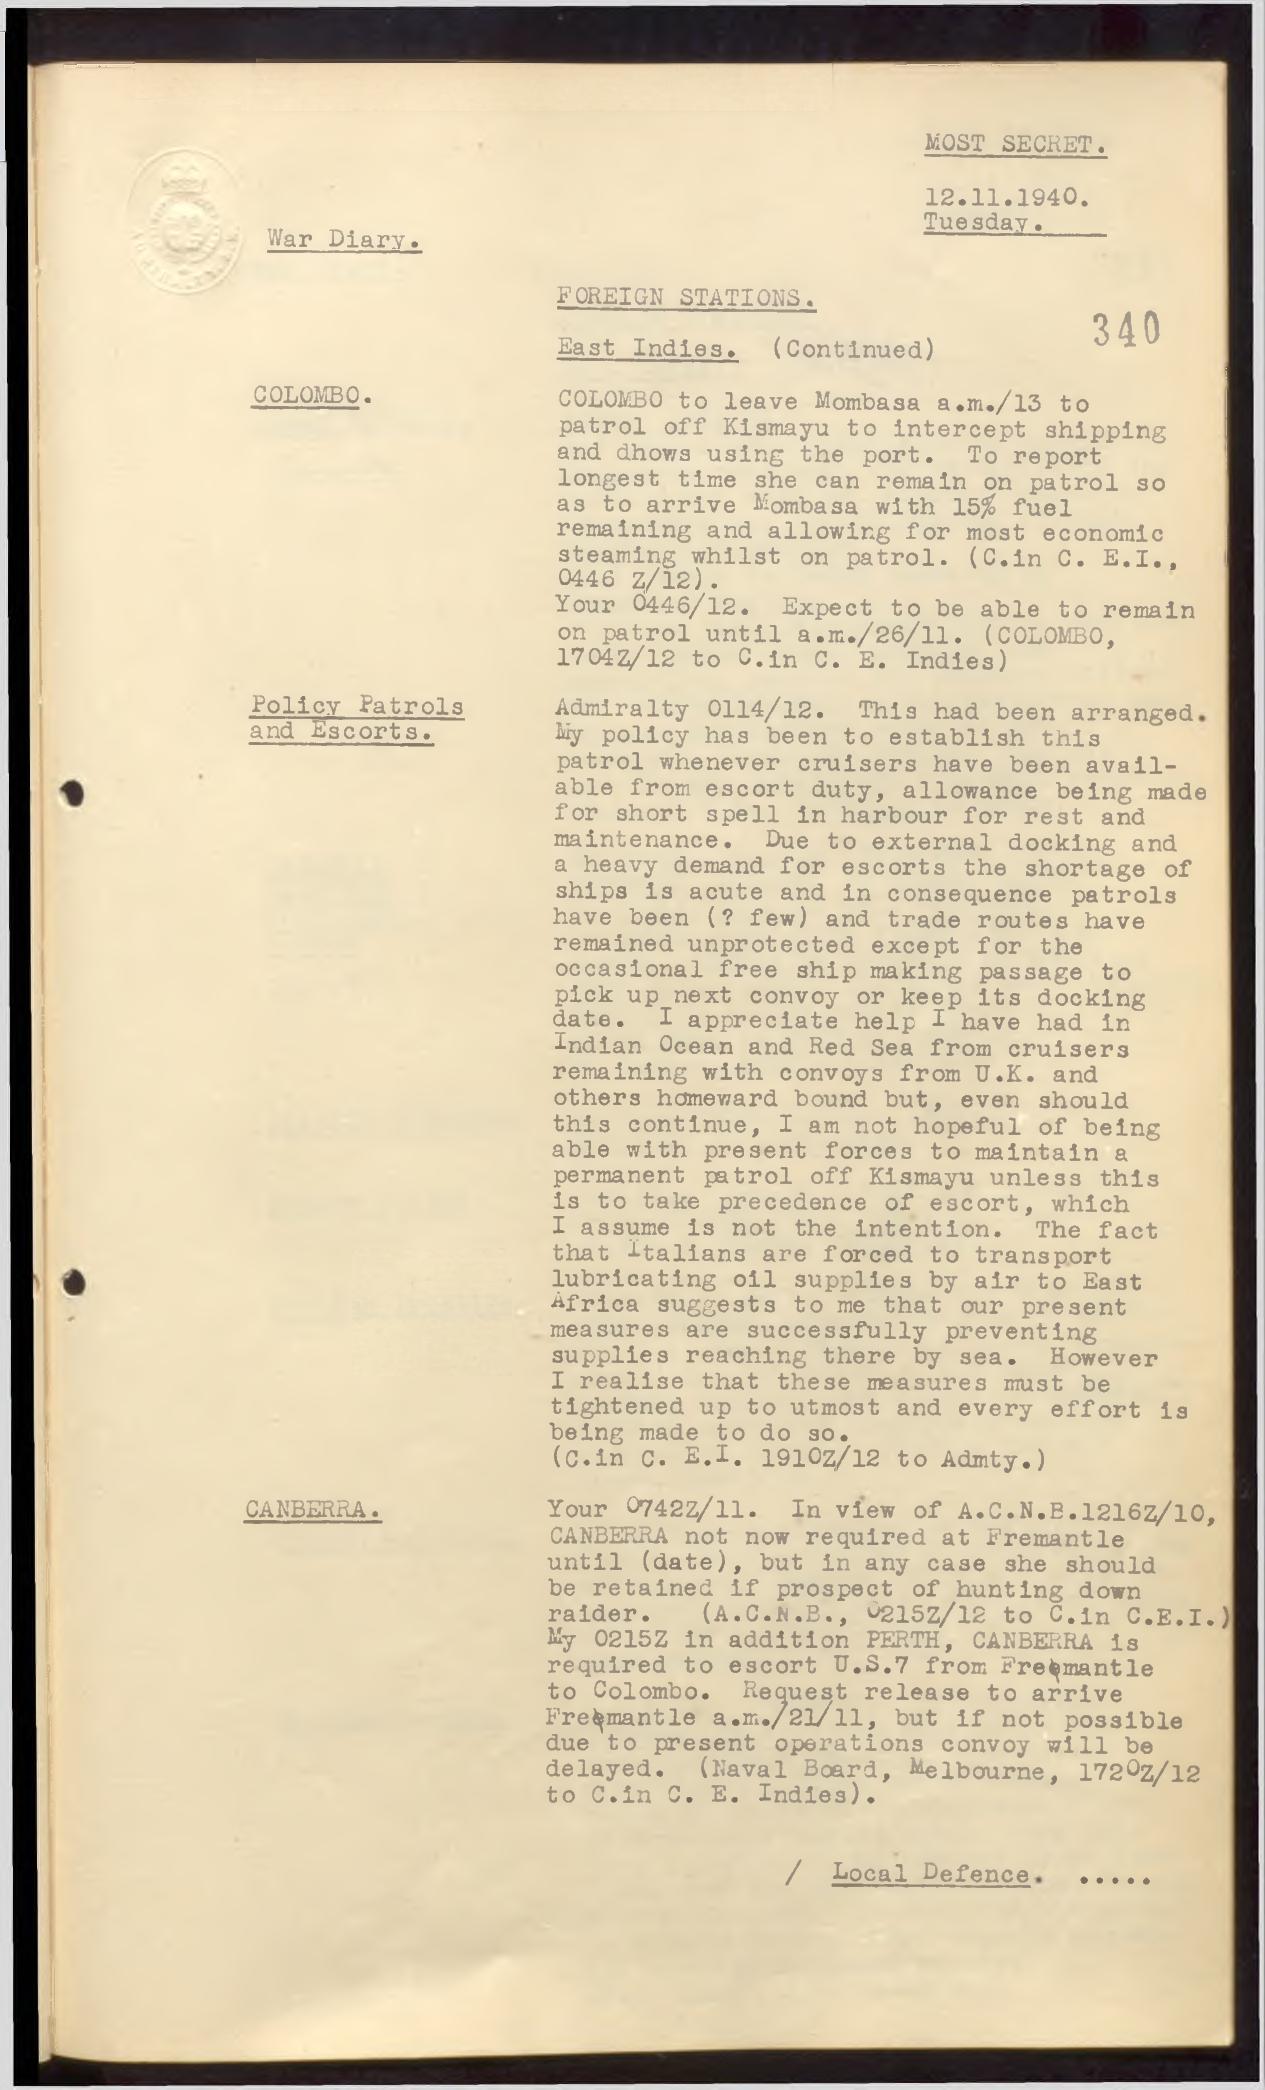 MOST SECRET.
12.11.1940.
Tuesday.
War Diary.
FOREIGN STATIONS.
340
East Indies. (Continued)
COLOMBO.
COLOMBO to leave Mombasa a.m./13 to
patrol off Kismayu to intercept shipping
and dhows using the port. To report
longest time she can remain on patrol so
as to arrive Mombasa with 15% fuel
remaining and allowing for most economic
steaming whilst on patrol. (C.in C. E.I.,
0446 Z/12).
Your 0446/12. Expect to be able to remain
on patrol until a.m./26/11. (COLOMBO,
1704Z/12 to C.in C. E. Indies)
Policy Patrols
and Escorts.
Admiralty 0114/12. This had been arranged.
My policy has been to establish this
patrol whenever cruisers have been avail-
able from escort duty, allowance being made
for short spell in harbour for rest and
maintenance. Due to external docking and
a heavy demand for escorts the shortage of
ships is acute and in consequence patrols
have been (? few) and trade routes have
remained unprotected except for the
occasional free ship making passage to
pick up next convoy or keep its docking
date. I appreciate help I have had in
Indian Ocean and Red Sea from cruisers
remaining with convoys from U.K. and
others homeward bound but, even should
this continue, I am not hopeful of being
able with present forces to maintain a
permanent patrol off Kismayu unless this
is to take precedence of escort, which
I assume is not the intention. The fact
that Italians are forced to transport
lubricating oil supplies by air to East
Africa suggests to me that our present
measures are successfully preventing
supplies reaching there by sea. However
I realise that these measures must be
tightened up to utmost and every effort is
being made to do so.
(C.in C. E.I. 1910Z/12 to Admty.)
CANBERRA.
Your 0742Z/11. In view of A.C.N.B.1216Z/10,
CANBERRA not now required at Fremantle
until (date), but in any case she should
be retained if prospect of hunting down
raider. (A.C.N.B., 0215Z/12 to C.in C.E.I.)
My 0215Z in addition PERTH, CANBERRA is
required to escort U.S.7 from Freemantle
to Colombo. Request release to arrive
Freemantle a.m./21/11, but if not possible
due to present operations convoy will be
delayed. (Naval Board, Melbourne, 1720Z/12
to C.in C. E. Indies).
/ Local Defence. .....